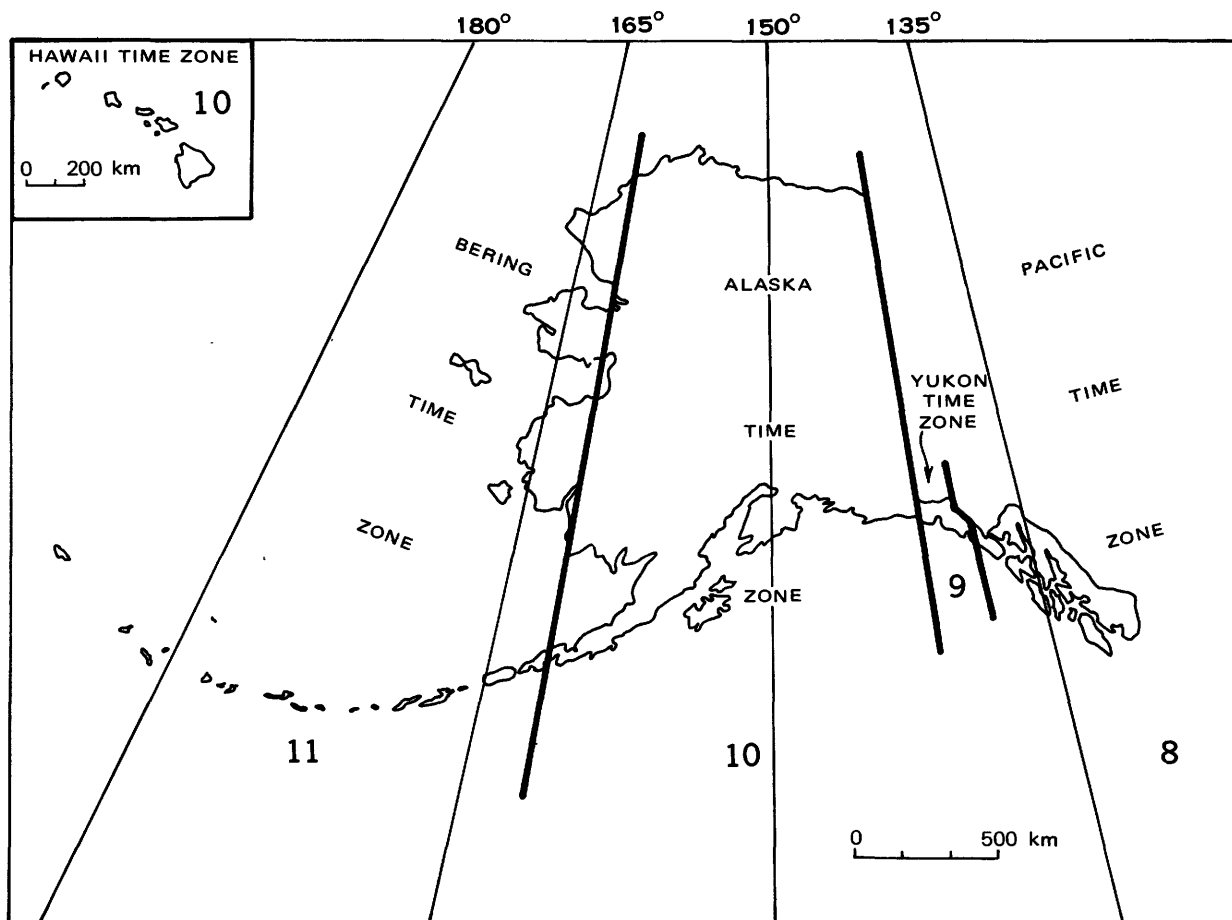 180° 165° 150° 135°
HAWAII TIME ZONE
10
0 200 km
BERING
TIME
ZONE
11
ALASKA
TIME
ZONE
10
YUKON
TIME
ZONE
9
PACIFIC
TIME
ZONE
8
0 500 km